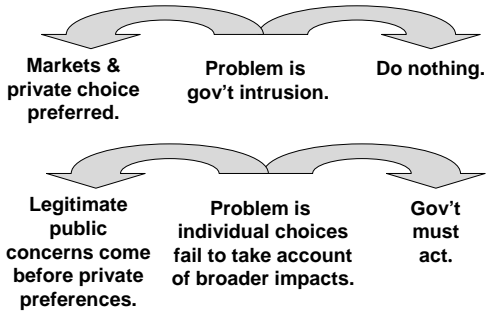 Markets &
private choice
preferred.
Problem is
gov't intrusion.
Do nothing.
Legitimate
public
concerns come
before private
preferences.
Problem is
individual choices
fail to take account
of broader impacts.
Gov't
must
act.